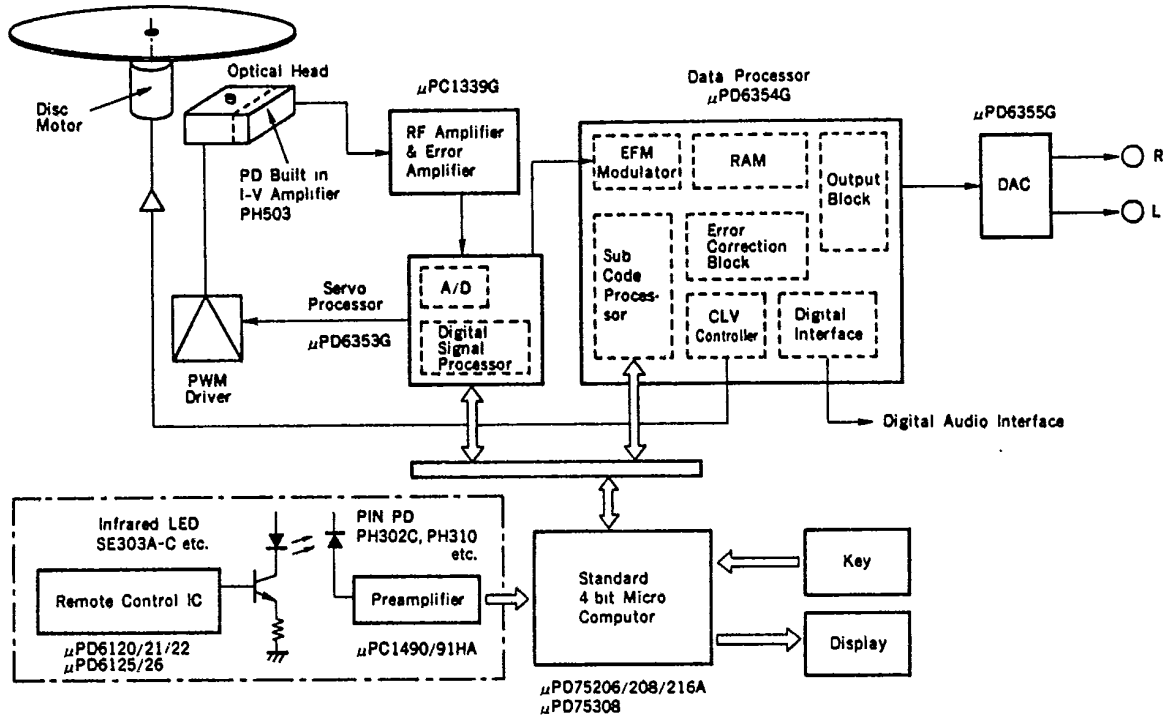 Disc
Motor
Optical Head
PD Built in
I-V Amplifier
PH503
μPC1339G
RF Amplifier
& Error
Amplifier
Data Processor
μPD6354G
EFM
Modulator
RAM
Output
Block
Sub
Code
Proces-
sor
Error
Correction
Block
CLV
Controller
Digital
Interface
μPD6355G
DAC
R
L
A/D
Digital
Signal
Processor
Servo
Processor
μPD6353G
PWM
Driver
Digital Audio Interface
Infrared LED
SE303A-C etc.
PIN PD
PH302C, PH310
etc.
Remote Control IC
μPD6120/21/22
μPD6125/26
Preamplifier
μPC1490/91HA
Standard
4 bit Micro
Computor
μPD75206/208/216A
μPD75308
Key
Display